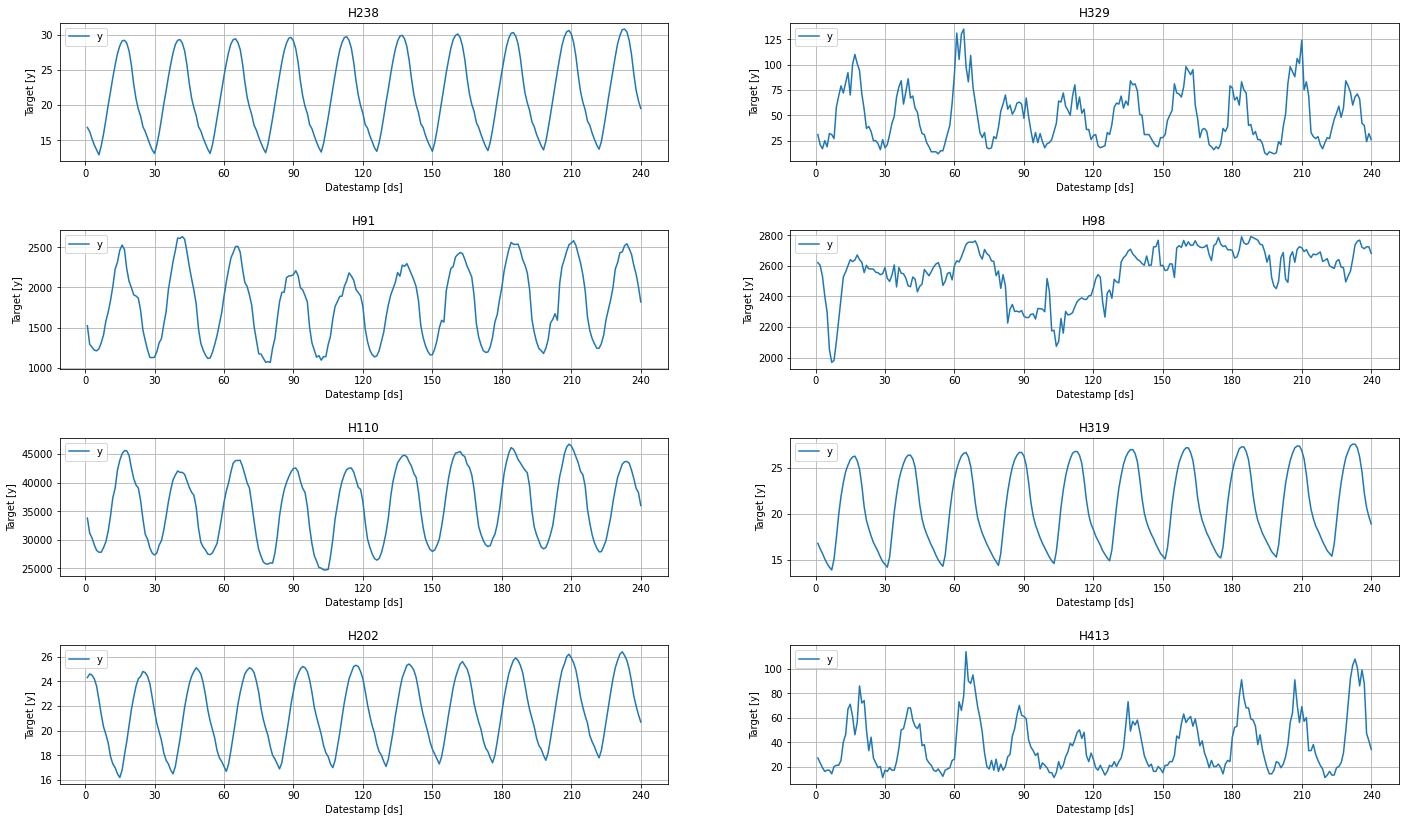 H238
Target [y]
30
25
20
15
y
0 30 60 90 120 150 180 210 240
Datestamp [ds]
H329
Target [y]
125
100
75
50
25
y
0 30 60 90 120 150 180 210 240
Datestamp [ds]
H91
Target [y]
2500
2000
1500
1000
y
0 30 60 90 120 150 180 210 240
Datestamp [ds]
H98
Target [y]
2800
2600
2400
2200
2000
y
0 30 60 90 120 150 180 210 240
Datestamp [ds]
H110
Target [y]
45000
40000
35000
30000
25000
y
0 30 60 90 120 150 180 210 240
Datestamp [ds]
H319
Target [y]
25
20
15
y
0 30 60 90 120 150 180 210 240
Datestamp [ds]
H202
Target [y]
26
24
22
20
18
16
y
0 30 60 90 120 150 180 210 240
Datestamp [ds]
H413
Target [y]
100
80
60
40
20
y
0 30 60 90 120 150 180 210 240
Datestamp [ds]